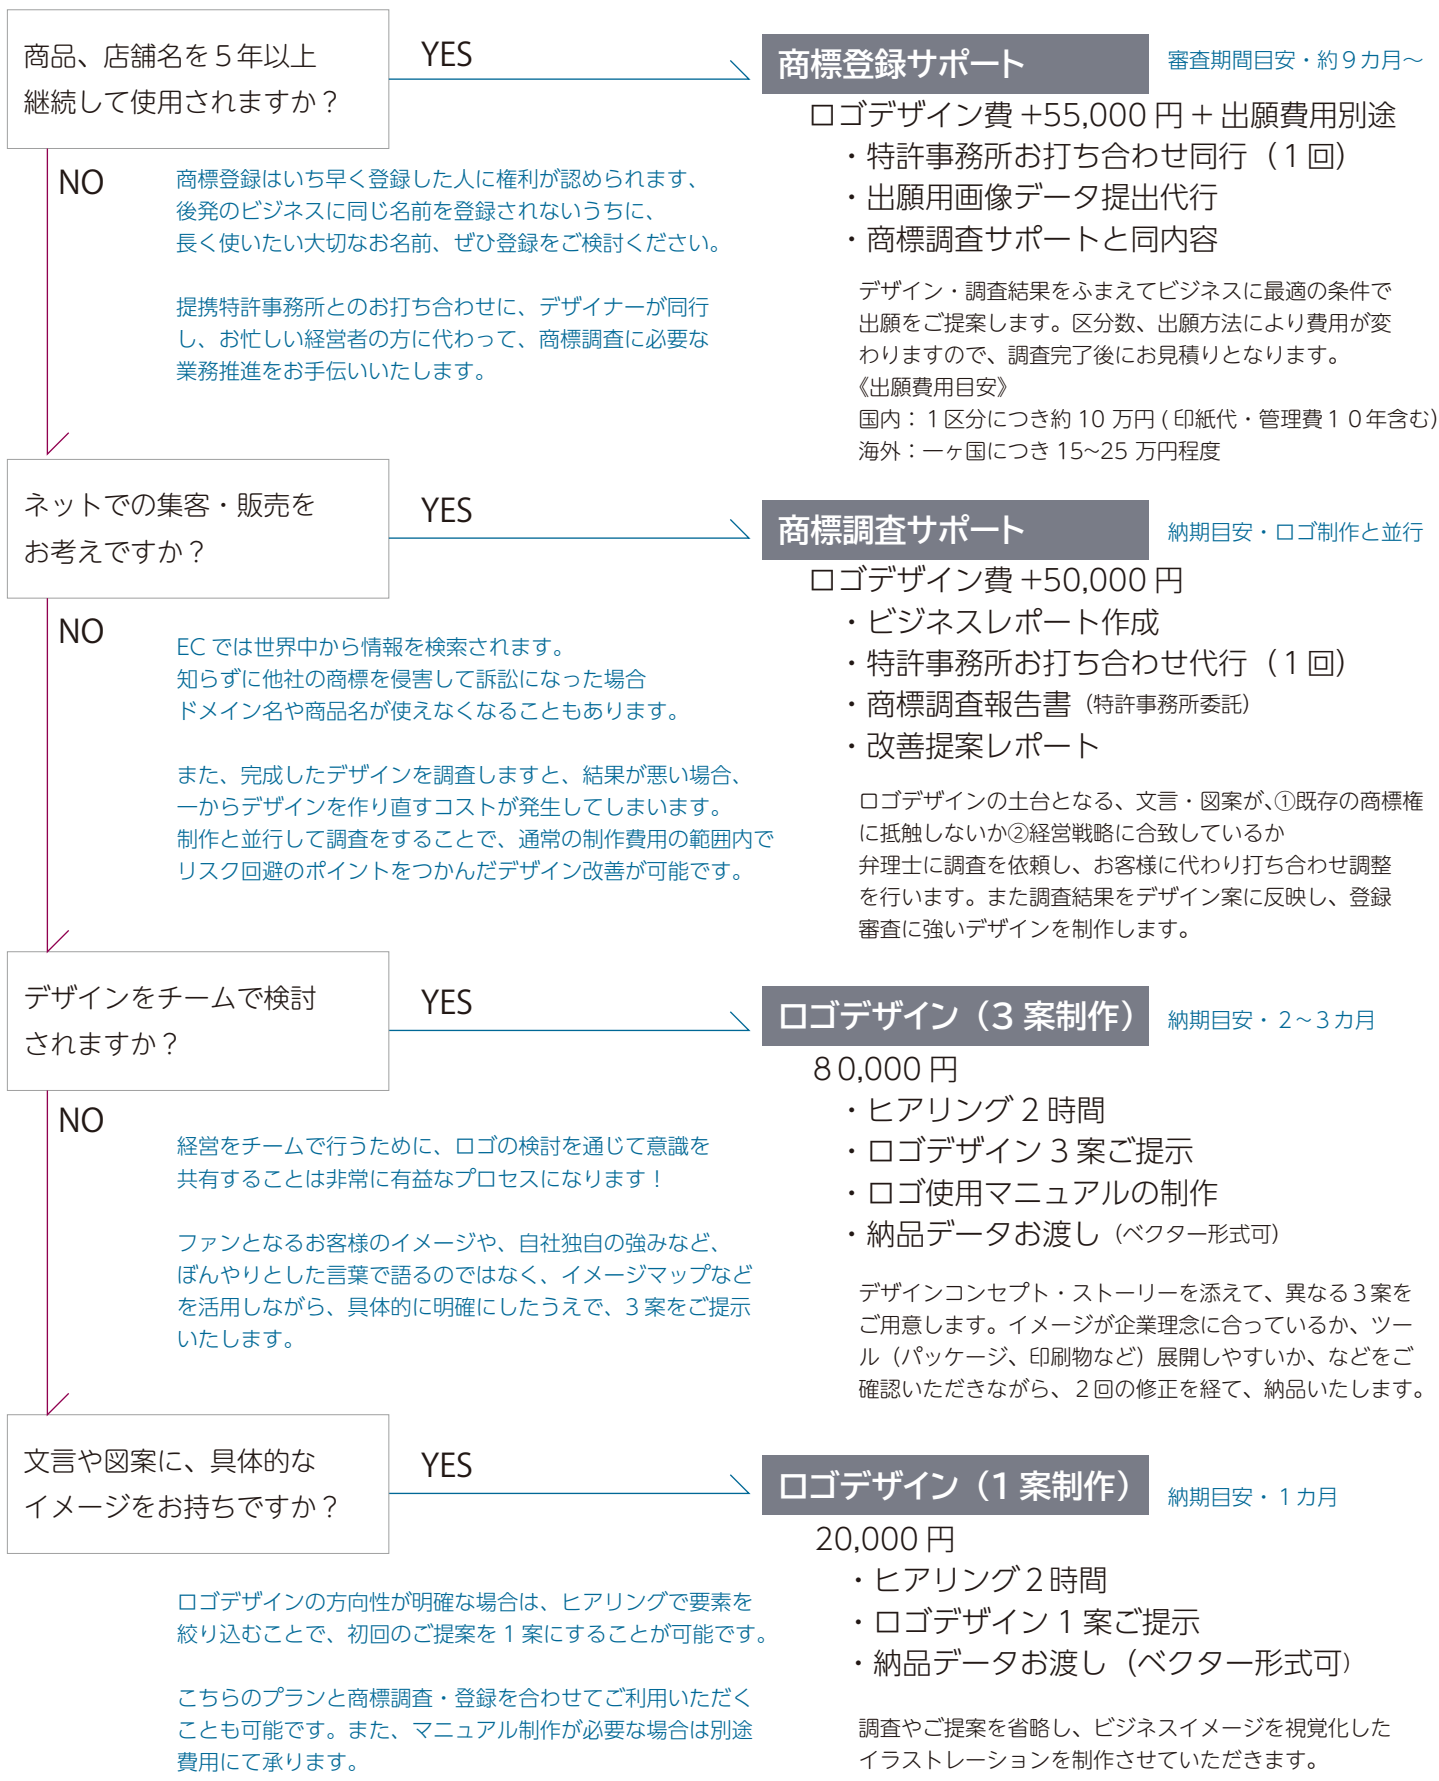 商品、店舗名を５年以上
継続して使用されますか？
YES
商標登録サポート
審査期間目安・約９カ月～
ロゴデザイン費 +55,000 円 + 出願費用別途
・特許事務所お打ち合わせ同行（１回）
・出願用画像データ提出代行
・商標調査サポートと同内容
NO
商標登録はいち早く登録した人に権利が認められます、
後発のビジネスに同じ名前を登録されないうちに、
長く使いたい大切なお名前、ぜひ登録をご検討ください。
提携特許事務所とのお打ち合わせに、デザイナーが同行
し、お忙しい経営者の方に代わって、商標調査に必要な
業務推進をお手伝いいたします。
デザイン・調査結果をふまえてビジネスに最適の条件で
出願をご提案します。区分数、出願方法により費用が変
わりますので、調査完了後にお見積りとなります。
《出願費用目安》
国内：１区分につき約 10 万円 ( 印紙代・管理費１０年含む)
海外：一ヶ国につき 15~25 万円程度
ネットでの集客・販売を
お考えですか？
YES
商標調査サポート
納期目安・ロゴ制作と並行
ロゴデザイン費 +50,000 円
・ビジネスレポート作成
・特許事務所お打ち合わせ代行（１回）
・商標調査報告書（特許事務所委託）
・改善提案レポート
NO
EC では世界中から情報を検索されます。
知らずに他社の商標を侵害して訴訟になった場合
ドメイン名や商品名が使えなくなることもあります。
また、完成したデザインを調査しますと、結果が悪い場合、
一からデザインを作り直すコストが発生してしまいます。
制作と並行して調査をすることで、通常の制作費用の範囲内で
リスク回避のポイントをつかんだデザイン改善が可能です。
ロゴデザインの土台となる、文言・図案が、①既存の商標権
に抵触しないか②経営戦略に合致しているか
弁理士に調査を依頼し、お客様に代わり打ち合わせ調整
を行います。また調査結果をデザイン案に反映し、登録
審査に強いデザインを制作します。
デザインをチームで検討
されますか？
YES
ロゴデザイン（3 案制作）
納期目安・２～３カ月
８0,000 円
・ヒアリング 2 時間
・ロゴデザイン 3 案ご提示
・ロゴ使用マニュアルの制作
・納品データお渡し（ベクター形式可）
NO
経営をチームで行うために、ロゴの検討を通じて意識を
共有することは非常に有益なプロセスになります！
ファンとなるお客様のイメージや、自社独自の強みなど、
ぼんやりとした言葉で語るのではなく、イメージマップなど
を活用しながら、具体的に明確にしたうえで、3 案をご提示
いたします。
デザインコンセプト・ストーリーを添えて、異なる３案を
ご用意します。イメージが企業理念に合っているか、ツー
ル（パッケージ、印刷物など）展開しやすいか、などをご
確認いただきながら、２回の修正を経て、納品いたします。
文言や図案に、具体的な
イメージをお持ちですか？
YES
ロゴデザイン（1 案制作）
納期目安・１カ月
20,000 円
・ヒアリング２時間
・ロゴデザイン 1 案ご提示
・納品データお渡し（ベクター形式可）
ロゴデザインの方向性が明確な場合は、ヒアリングで要素を
絞り込むことで、初回のご提案を 1 案にすることが可能です。
こちらのプランと商標調査・登録を合わせてご利用いただく
ことも可能です。また、マニュアル制作が必要な場合は別途
費用にて承ります。
調査やご提案を省略し、ビジネスイメージを視覚化した
イラストレーションを制作させていただきます。